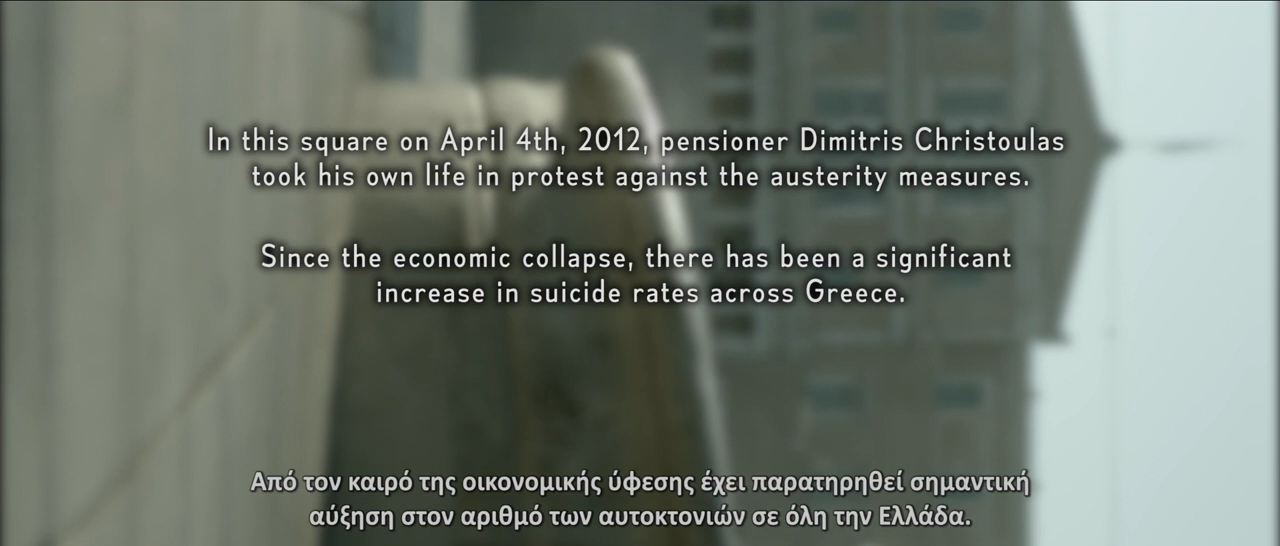 In this square on April 4th, 2012, pensioner Dimitris Christoulas
took his own life in protest against the austerity measures.
Since the economic collapse, there has been a significant
increase in suicide rates across Greece.
Από τον καιρό της οικονομικής ύφεσης έχει παρατηρηθεί σημαντική
αύξηση στον αριθμό των αυτοκτονιών σε όλη την Ελλάδα.